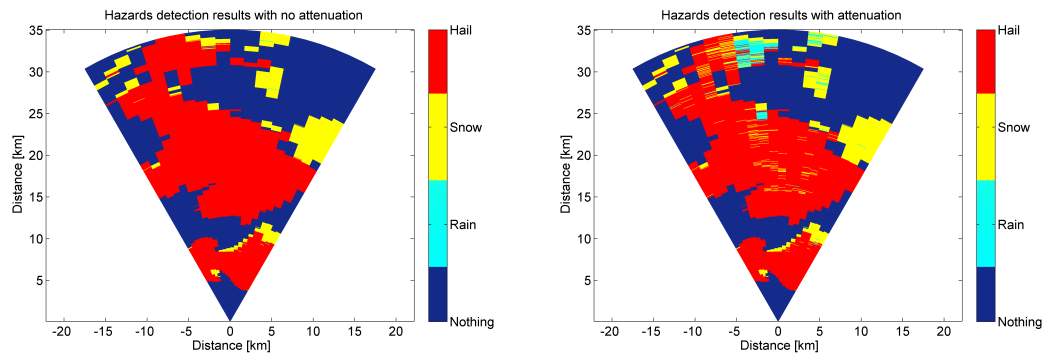 Hazards detection results with no attenuation
35
30
25
20
15
10
5
Distance [km]
-20 -15 -10 -5 0 5 10 15 20
Distance [km]
Hail
Snow
Rain
Nothing
Hazards detection results with attenuation
35
30
25
20
15
10
5
Distance [km]
-20 -15 -10 -5 0 5 10 15 20
Distance [km]
Hail
Snow
Rain
Nothing